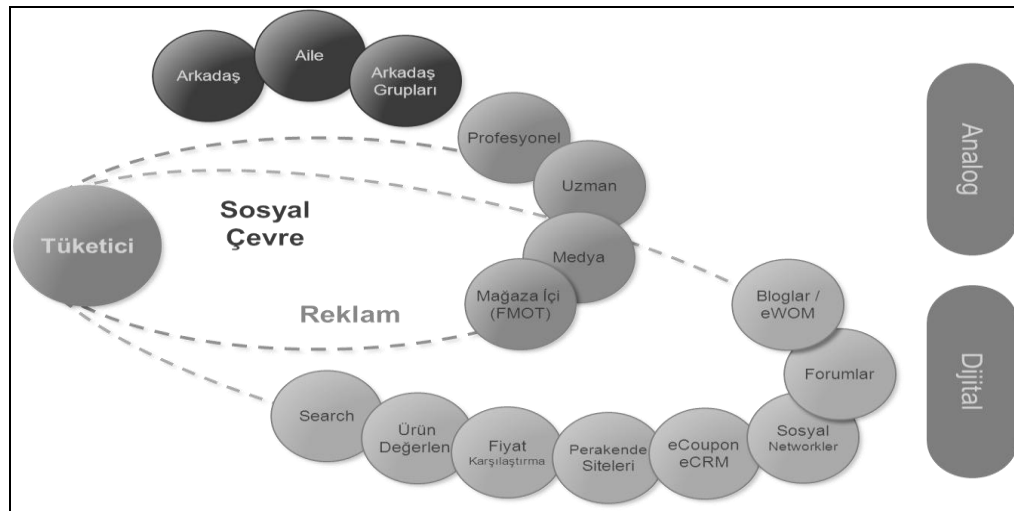 Arkadaş
Aile
Arkadaş
Grupları
Profesyonel
Uzman
Medya
Mağaza İçi
(FMOT)
Tüketici
Sosyal
Çevre
Reklam
Bloglar /
eWOM
Forumlar
Sosyal
Networkler
eCoupon
eCRM
Perakende
Siteleri
Fiyat
Karşılaştırma
Ürün
Değerlen
Search
Analog
Dijital